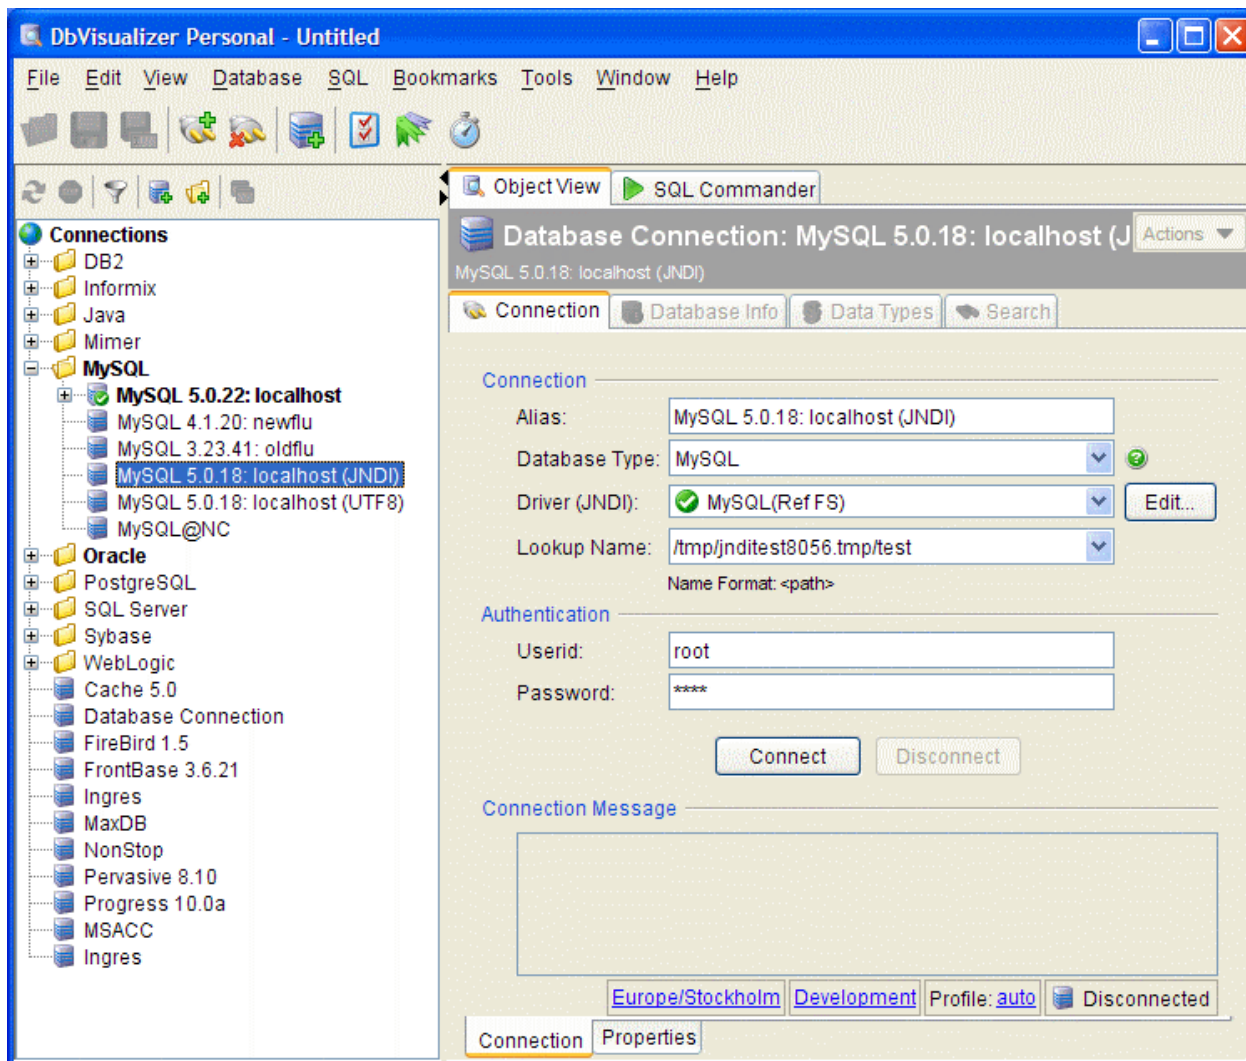 DbVisualizer Personal - Untitled
File Edit View Database SQL Bookmarks Tools Window Help
Connections
DB2
Informix
Java
Mimer
MySQL
MySQL 5.0.22: localhost
MySQL 4.1.20: newflu
MySQL 3.23.41: oldflu
MySQL 5.0.18: localhost (JNDI)
MySQL 5.0.18: localhost (UTF8)
MySQL@NC
Oracle
PostgreSQL
SQL Server
Sybase
WebLogic
Cache 5.0
Database Connection
FireBird 1.5
FrontBase 3.6.21
Ingres
MaxDB
NonStop
Pervasive 8.10
Progress 10.0a
MSACC
Ingres
Object View SQL Commander
Database Connection: MySQL 5.0.18: localhost (J Actions
MySQL 5.0.18: localhost (JNDI)
Connection Database Info Data Types Search
Connection
Alias: MySQL 5.0.18: localhost (JNDI)
Database Type: MySQL
Driver (JNDI): MySQL(Ref FS) Edit...
Lookup Name: /tmp/jnditest8056.tmp/test
Name Format: <path>
Authentication
Userid: root
Password: ****
Connect Disconnect
Connection Message
Europe/Stockholm Development Profile: auto Disconnected
Connection Properties